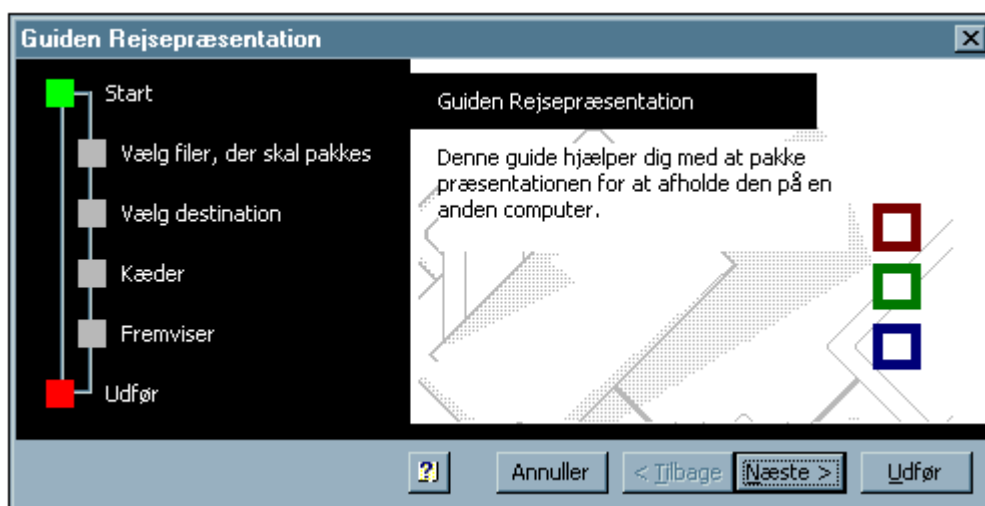 Guiden Rejsepræsentation
Start
Vælg filer, der skal pakkes
Vælg destination
Kæder
Fremviser
Udfør
Guiden Rejsepræsentation
Denne guide hjælper dig med at pakke
præsentationen for at afholde den på en
anden computer.
Annuller
< Tilbage
Næste >
Udfør